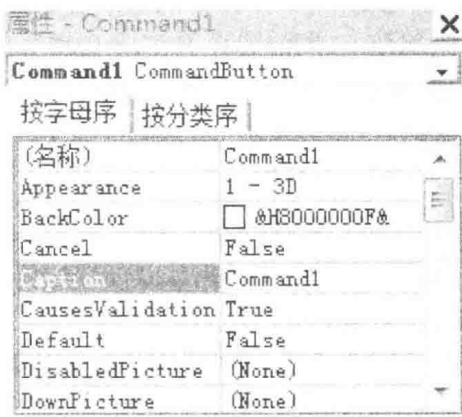 属性 - Command1
Command1 CommandButton
按字母序 按分类序
(名称) Command1
Appearance 1 - 3D
BackColor &H8000000F&
Cancel False
Caption Command1
CausesValidation True
Default False
DisabledPicture (None)
DownPicture (None)